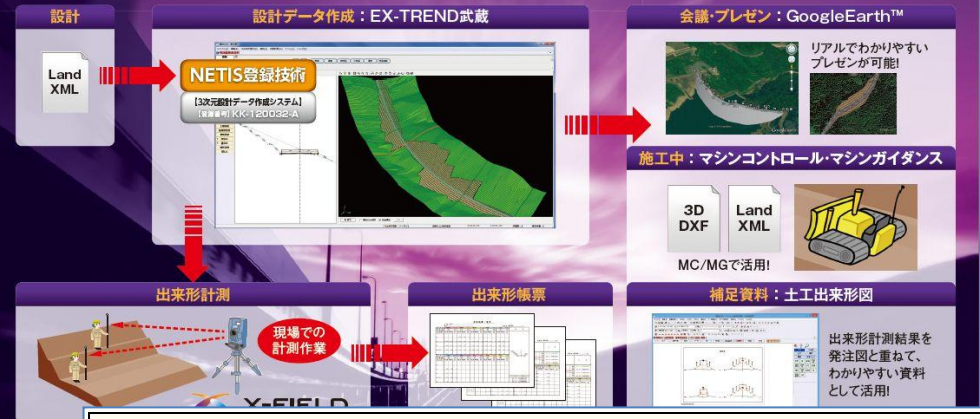 設計
Land
XML
設計データ作成：EX-TREND武蔵
NETIS登録技術
【3次元設計データ作成システム】
【登録番号】KK-120032-A
会議・プレゼン：GoogleEarth™
リアルでわかりやすい
プレゼンが可能!
施工中：マシンコントロール・マシンガイダンス
3D
DXF
Land
XML
MC/MGで活用!
出来形計測
現場での
計測作業
X-FIELD
出来形帳票
補足資料：土工出来形図
出来形計測結果を
発注図と重ねて、
わかりやすい資料
として活用!